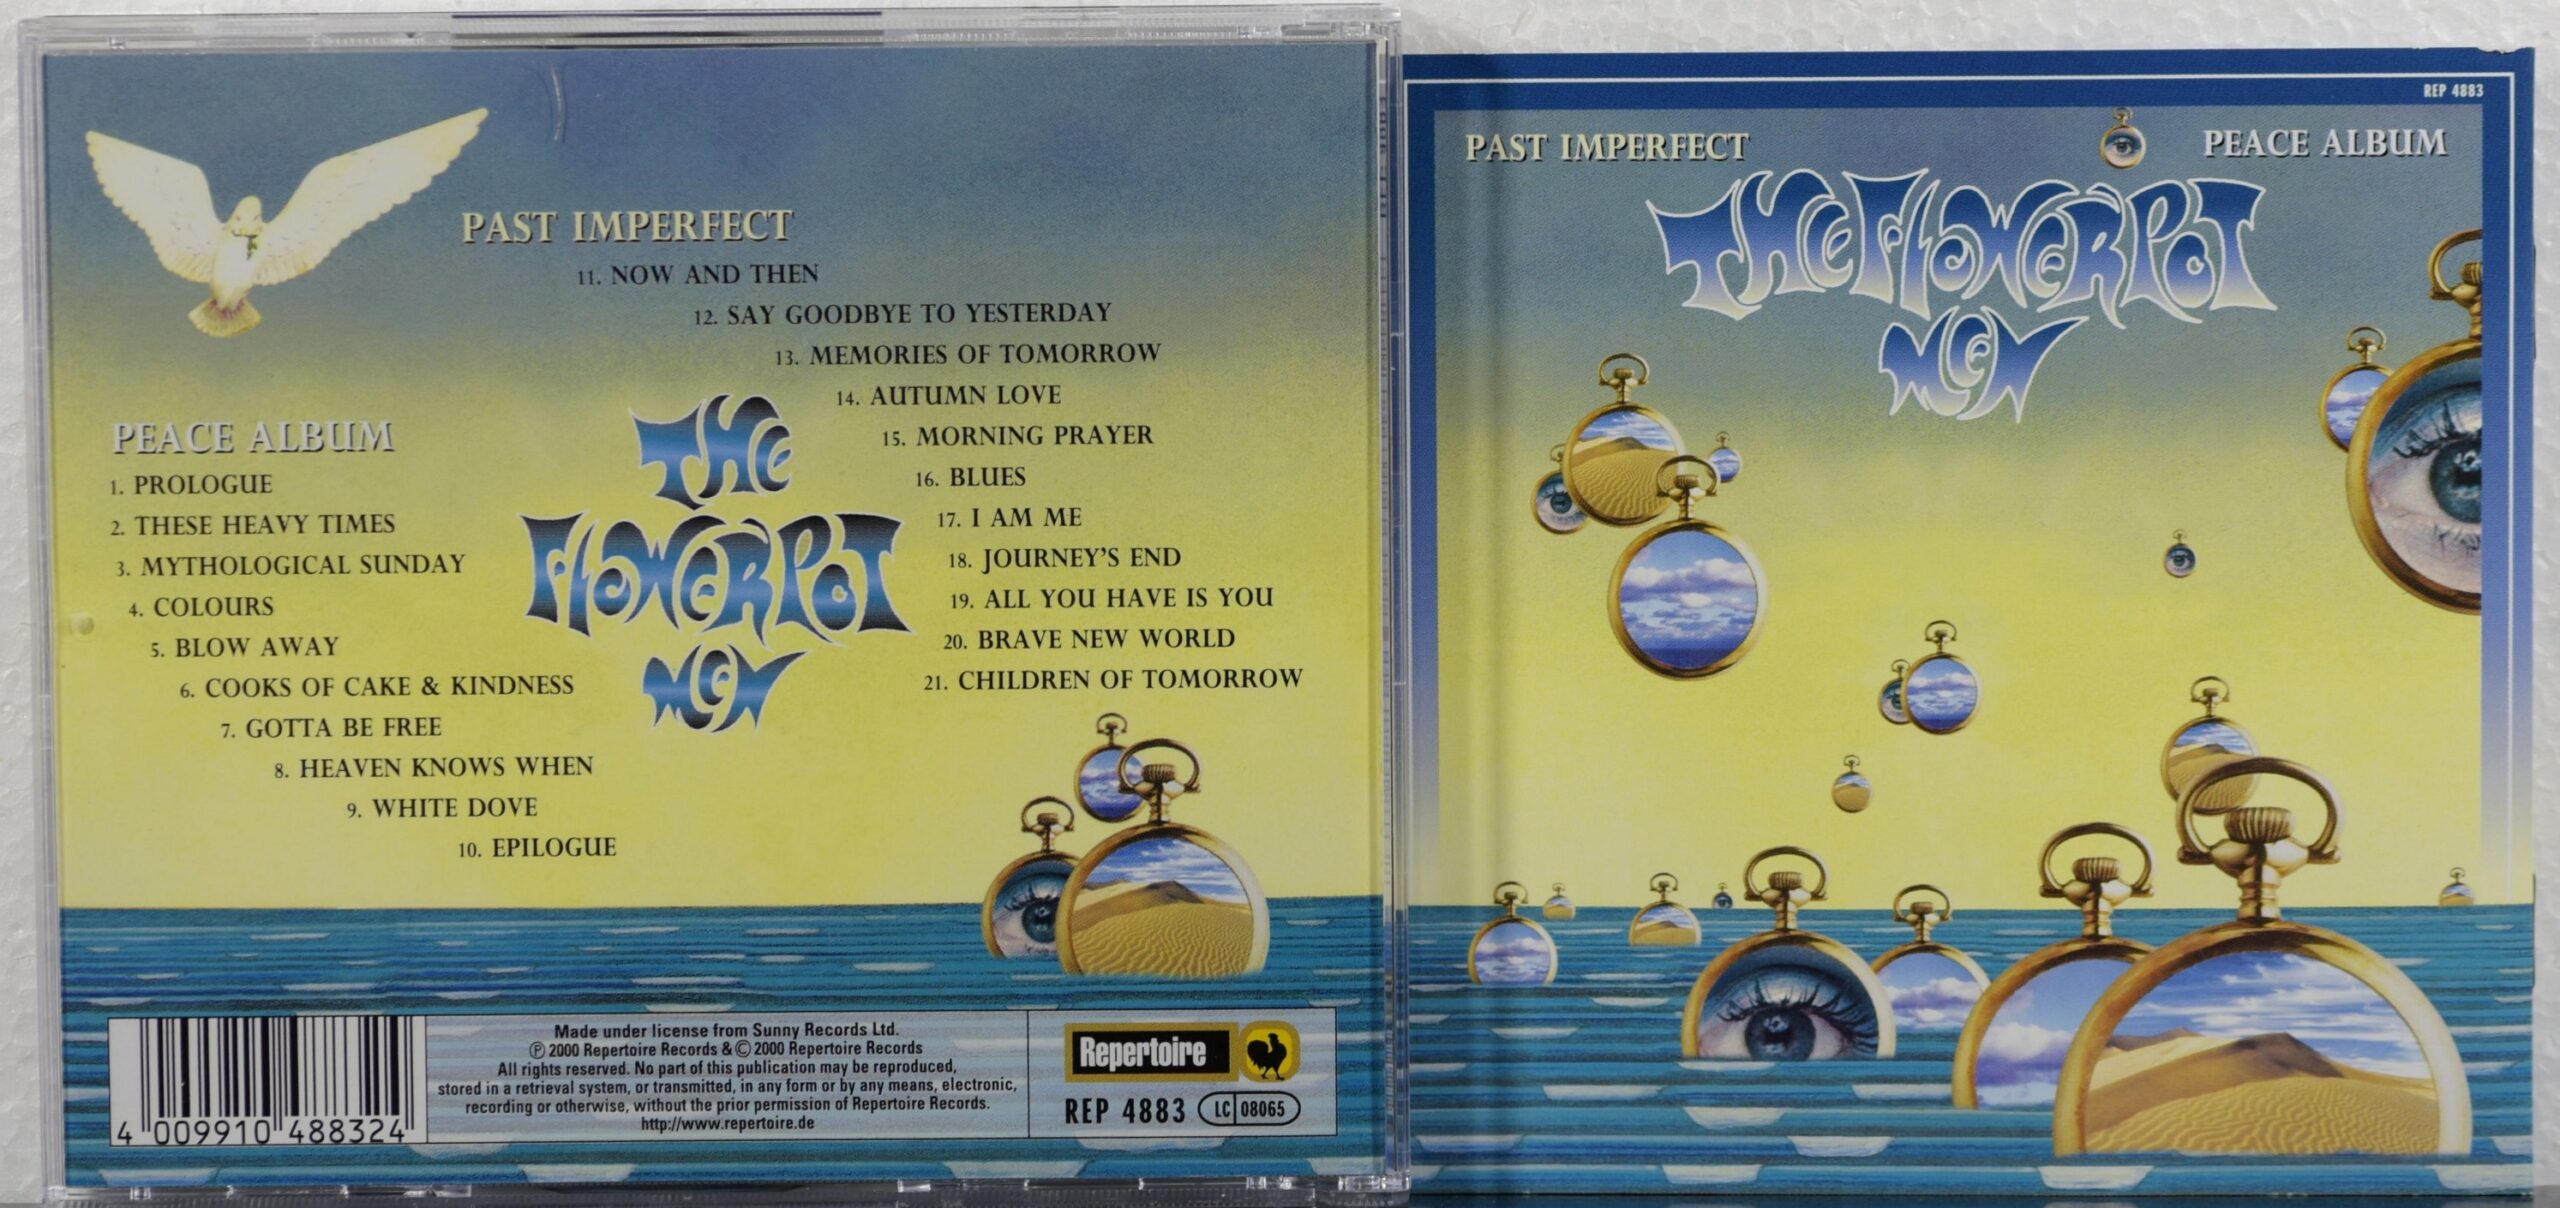 PAST IMPERFECT
11. NOW AND THEN
12. SAY GOODBYE TO YESTERDAY
13. MEMORIES OF TOMORROW
14. AUTUMN LOVE
15. MORNING PRAYER
16. BLUES
17. I AM ME
18. JOURNEY'S END
19. ALL YOU HAVE IS YOU
20. BRAVE NEW WORLD
21. CHILDREN OF TOMORROW
PEACE ALBUM
1. PROLOGUE
2. THESE HEAVY TIMES
3. MYTHOLOGICAL SUNDAY
4. COLOURS
5. BLOW AWAY
6. COOKS OF CAKE & KINDNESS
7. GOTTA BE FREE
8. HEAVEN KNOWS WHEN
9. WHITE DOVE
10. EPILOGUE
THE
FLOWERPOT
MEN
4 009910 488324
Made under license from Sunny Records Ltd.
Ⓟ 2000 Repertoire Records & © 2000 Repertoire Records
All rights reserved. No part of this publication may be reproduced,
stored in a retrieval system, or transmitted, in any form or by any means, electronic,
recording or otherwise, without the prior permission of Repertoire Records.
http://www.repertoire.de
Repertoire
REP 4883 LC 08065
REP 4883
PAST IMPERFECT PEACE ALBUM
THE FLOWERPOT
MEN